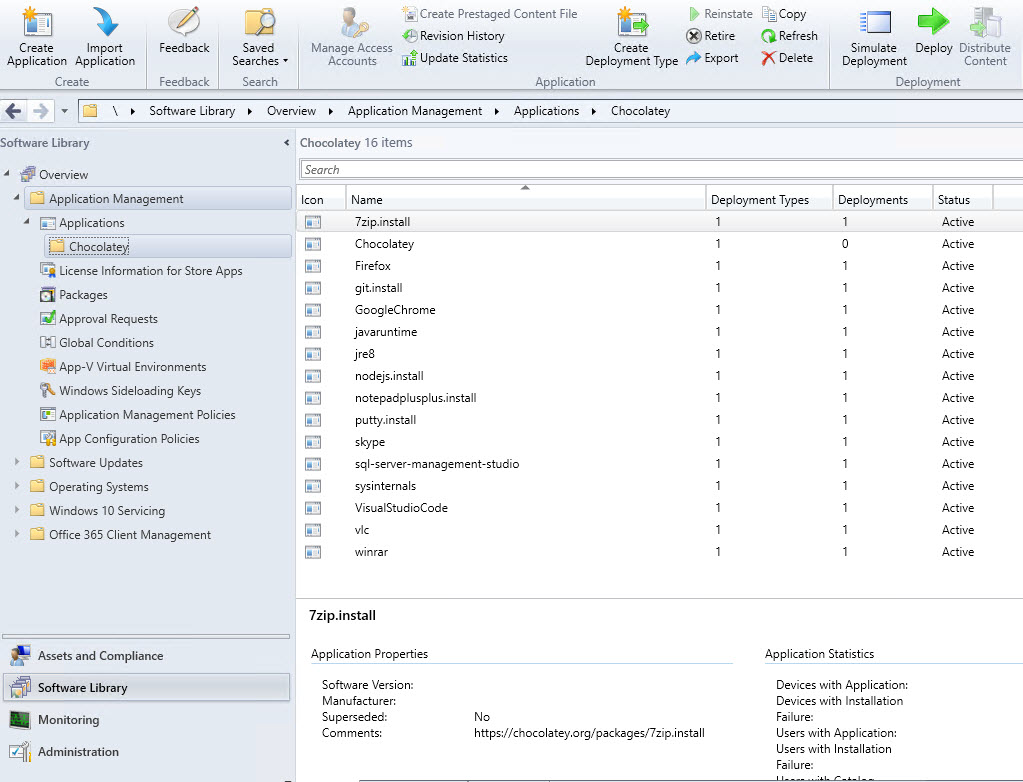 Create
Application
Import
Application
Create
Feedback
Feedback
Saved
Searches
Search
Manage Access
Accounts
Create Prestaged Content File
Revision History
Update Statistics
Create
Deployment Type
Reinstate
Retire
Export
Copy
Refresh
Delete
Application
Simulate
Deployment
Deploy
Distribute
Content
Deployment
\ Software Library Overview Application Management Applications Chocolatey
Software Library
Overview
Application Management
Applications
Chocolatey
License Information for Store Apps
Packages
Approval Requests
Global Conditions
App-V Virtual Environments
Windows Sideloading Keys
Application Management Policies
App Configuration Policies
Software Updates
Operating Systems
Windows 10 Servicing
Office 365 Client Management
Assets and Compliance
Software Library
Monitoring
Administration
Chocolatey 16 items
Search
Icon Name Deployment Types Deployments Status
7zip.install 1 1 Active
Chocolatey 1 0 Active
Firefox 1 1 Active
git.install 1 1 Active
GoogleChrome 1 1 Active
javaruntime 1 1 Active
jre8 1 1 Active
nodejs.install 1 1 Active
notepadplusplus.install 1 1 Active
putty.install 1 1 Active
skype 1 1 Active
sql-server-management-studio 1 1 Active
sysinternals 1 1 Active
VisualStudioCode 1 1 Active
vlc 1 1 Active
winrar 1 1 Active
7zip.install
Application Properties
Software Version:
Manufacturer:
Superseded: No
Comments: https://chocolatey.org/packages/7zip.install
Application Statistics
Devices with Application:
Devices with Installation
Failure:
Users with Application:
Users with Installation
Failure:
Users with Catalog